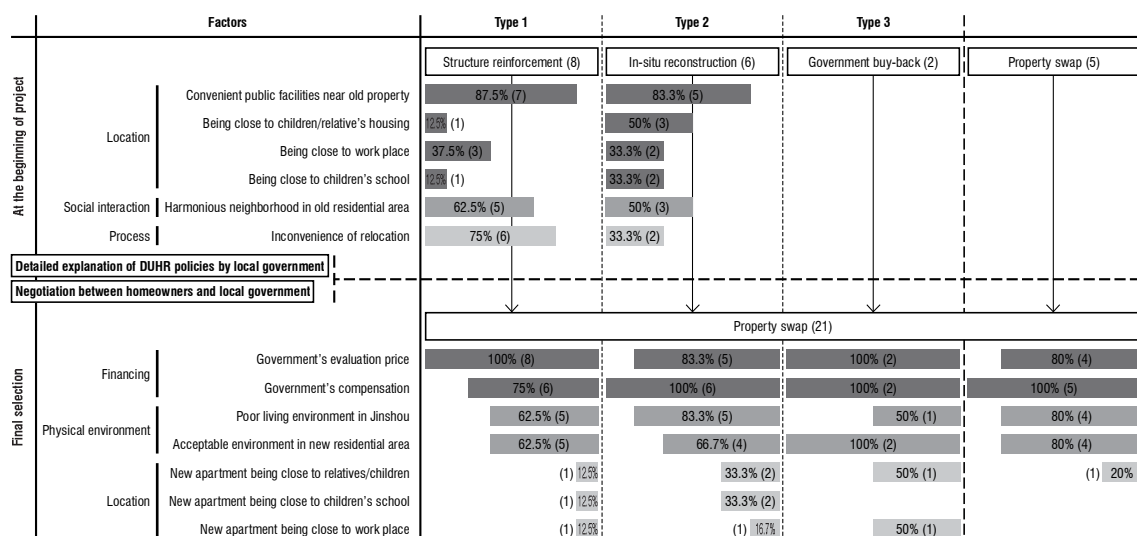 Factors Type 1 Type 2 Type 3
At the beginning of project
Structure reinforcement (8) In-situ reconstruction (6) Government buy-back (2) Property swap (5)
Location
Convenient public facilities near old property 87.5% (7) 83.3% (5)
Being close to children/relative's housing 12.5% (1) 50% (3)
Being close to work place 37.5% (3) 33.3% (2)
Being close to children's school 12.5% (1) 33.3% (2)
Social interaction Harmonious neighborhood in old residential area 62.5% (5) 50% (3)
Process Inconvenience of relocation 75% (6) 33.3% (2)
Detailed explanation of DUHR policies by local government
Negotiation between homeowners and local government
Final selection
Property swap (21)
Financing
Government's evaluation price 100% (8) 83.3% (5) 100% (2) 80% (4)
Government's compensation 75% (6) 100% (6) 100% (2) 100% (5)
Physical environment
Poor living environment in Jinshou 62.5% (5) 83.3% (5) 50% (1) 80% (4)
Acceptable environment in new residential area 62.5% (5) 66.7% (4) 100% (2) 80% (4)
Location
New apartment being close to relatives/children (1) 12.5% 33.3% (2) 50% (1) (1) 20%
New apartment being close to children's school (1) 12.5% 33.3% (2)
New apartment being close to work place (1) 12.5% (1) 16.7% 50% (1)